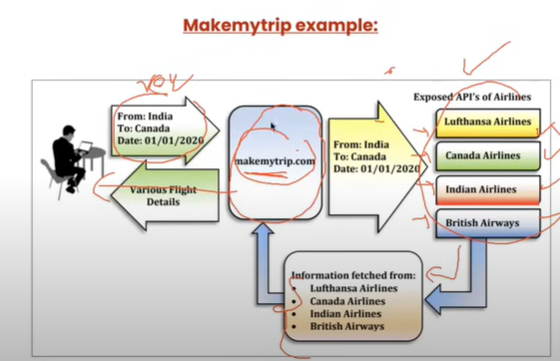 Makemytrip example:
Exposed API's of Airlines
From: India
To: Canada
Date: 01/01/2020
makemytrip.com
From: India
To: Canada
Date: 01/01/2020
Lufthansa Airlines
Canada Airlines
Indian Airlines
British Airways
Various Flight
Details
Information fetched from:
• Lufthansa Airlines
• Canada Airlines
• Indian Airlines
• British Airways